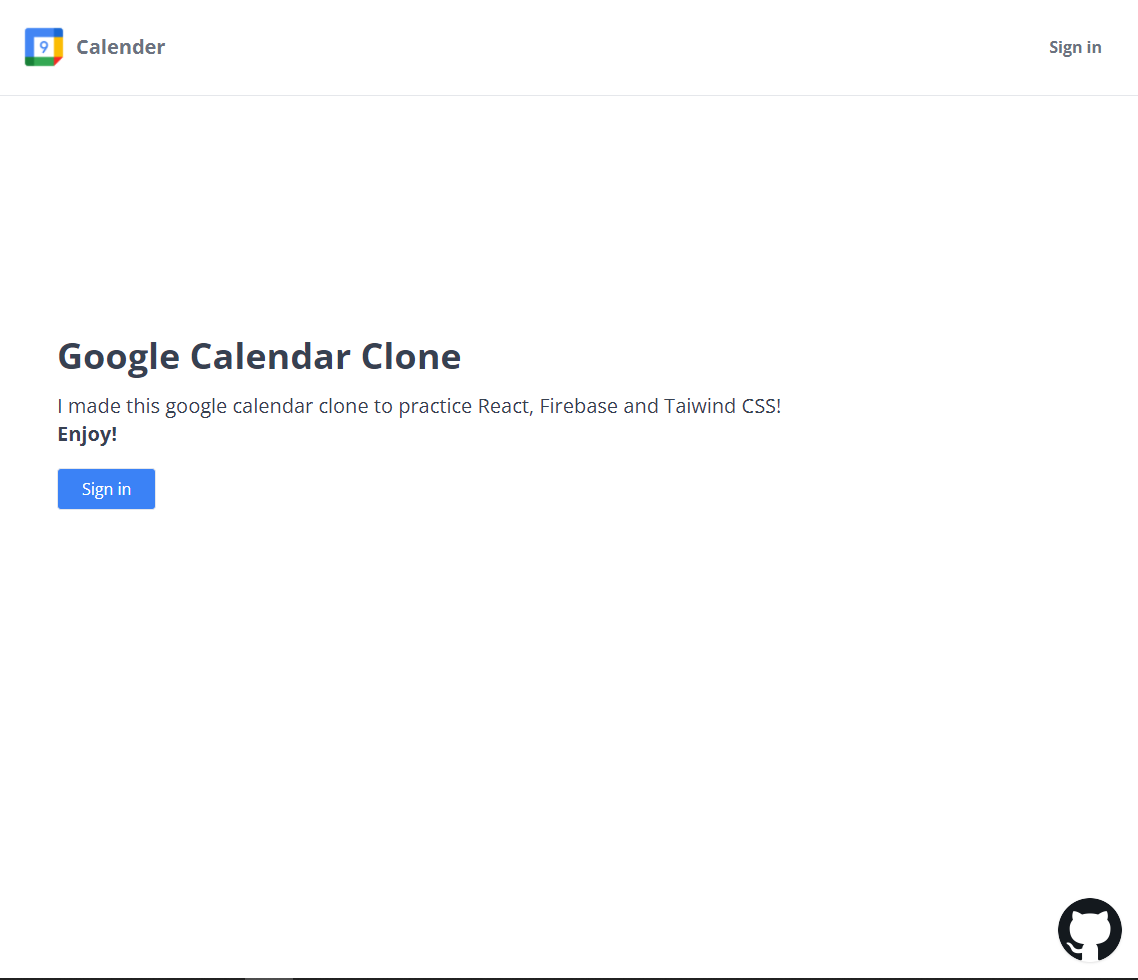 9
Calender
Sign in
Google Calendar Clone
I made this google calendar clone to practice React, Firebase and Taiwind CSS!
Enjoy!
Sign in